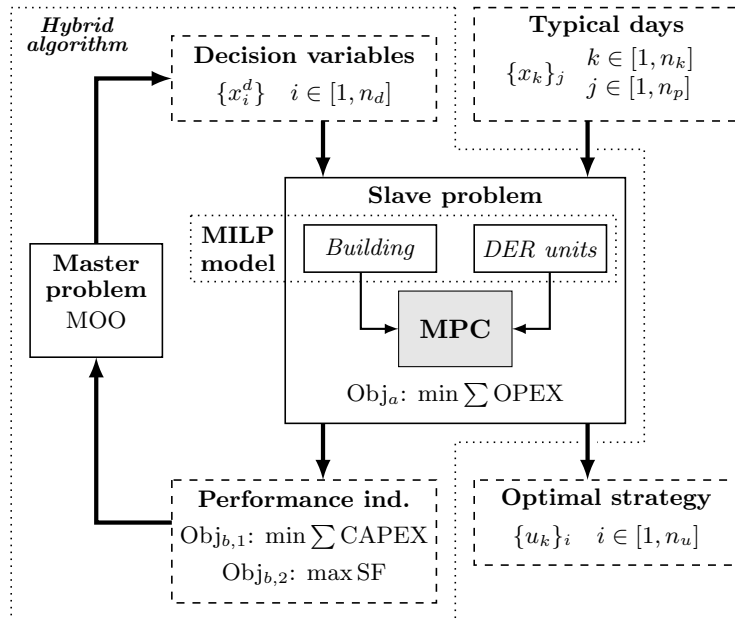 Hybrid
algorithm
Decision variables
{x_i^d} i ∈ [1, n_d]
Typical days
{x_k}_j k ∈ [1, n_k]
j ∈ [1, n_p]
Slave problem
MILP
model
Building
DER units
MPC
Obj_a: min ∑ OPEX
Master
problem
MOO
Performance ind.
Obj_{b,1}: min ∑ CAPEX
Obj_{b,2}: max SF
Optimal strategy
{u_k}_i i ∈ [1, n_u]